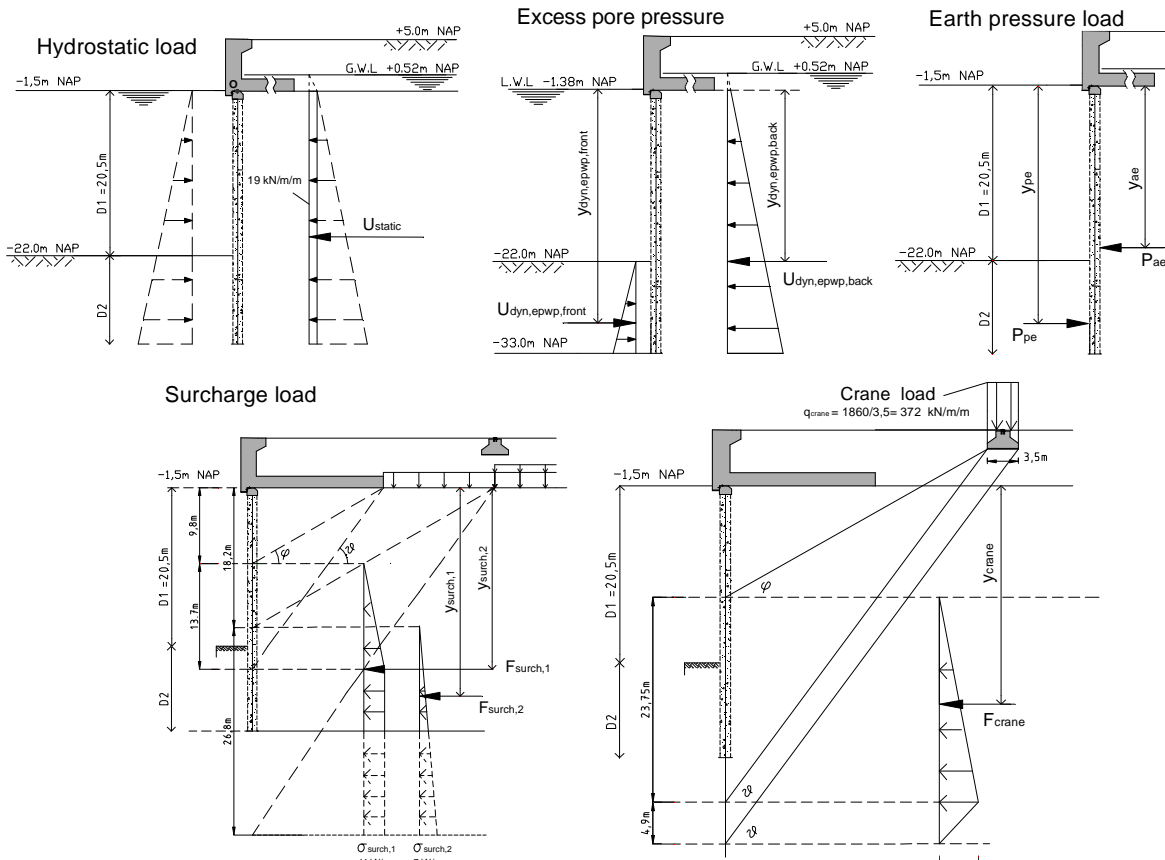 Hydrostatic load
+5.0m NAP
G.W.L +0.52m NAP
-1,5m NAP
19 kN/m/m
Ustatic
D1 =20,5m
-22.0m NAP
D2
Excess pore pressure
+5.0m NAP
G.W.L +0.52m NAP
L.W.L -1.38m NAP
ydyn,epwp,front
ydyn,epwp,back
-22.0m NAP
Udyn,epwp,back
Udyn,epwp,front
-33.0m NAP
Earth pressure load
-1,5m NAP
D1 =20,5m
ype
yae
-22.0m NAP
Pae
D2
Ppe
Surcharge load
-1,5m NAP
9,8m
18,2m
φ
D1 =20,5m
13.7m
ysurch,1
ysurch,2
Fsurch,1
D2
Fsurch,2
26,8m
σsurch,1
σsurch,2
Crane load
qcrane = 1860/3,5= 372 kN/m/m
3,5m
-1,5m NAP
D1 =20,5m
φ
ycrane
23,75m
D2
Fcrane
4,9m